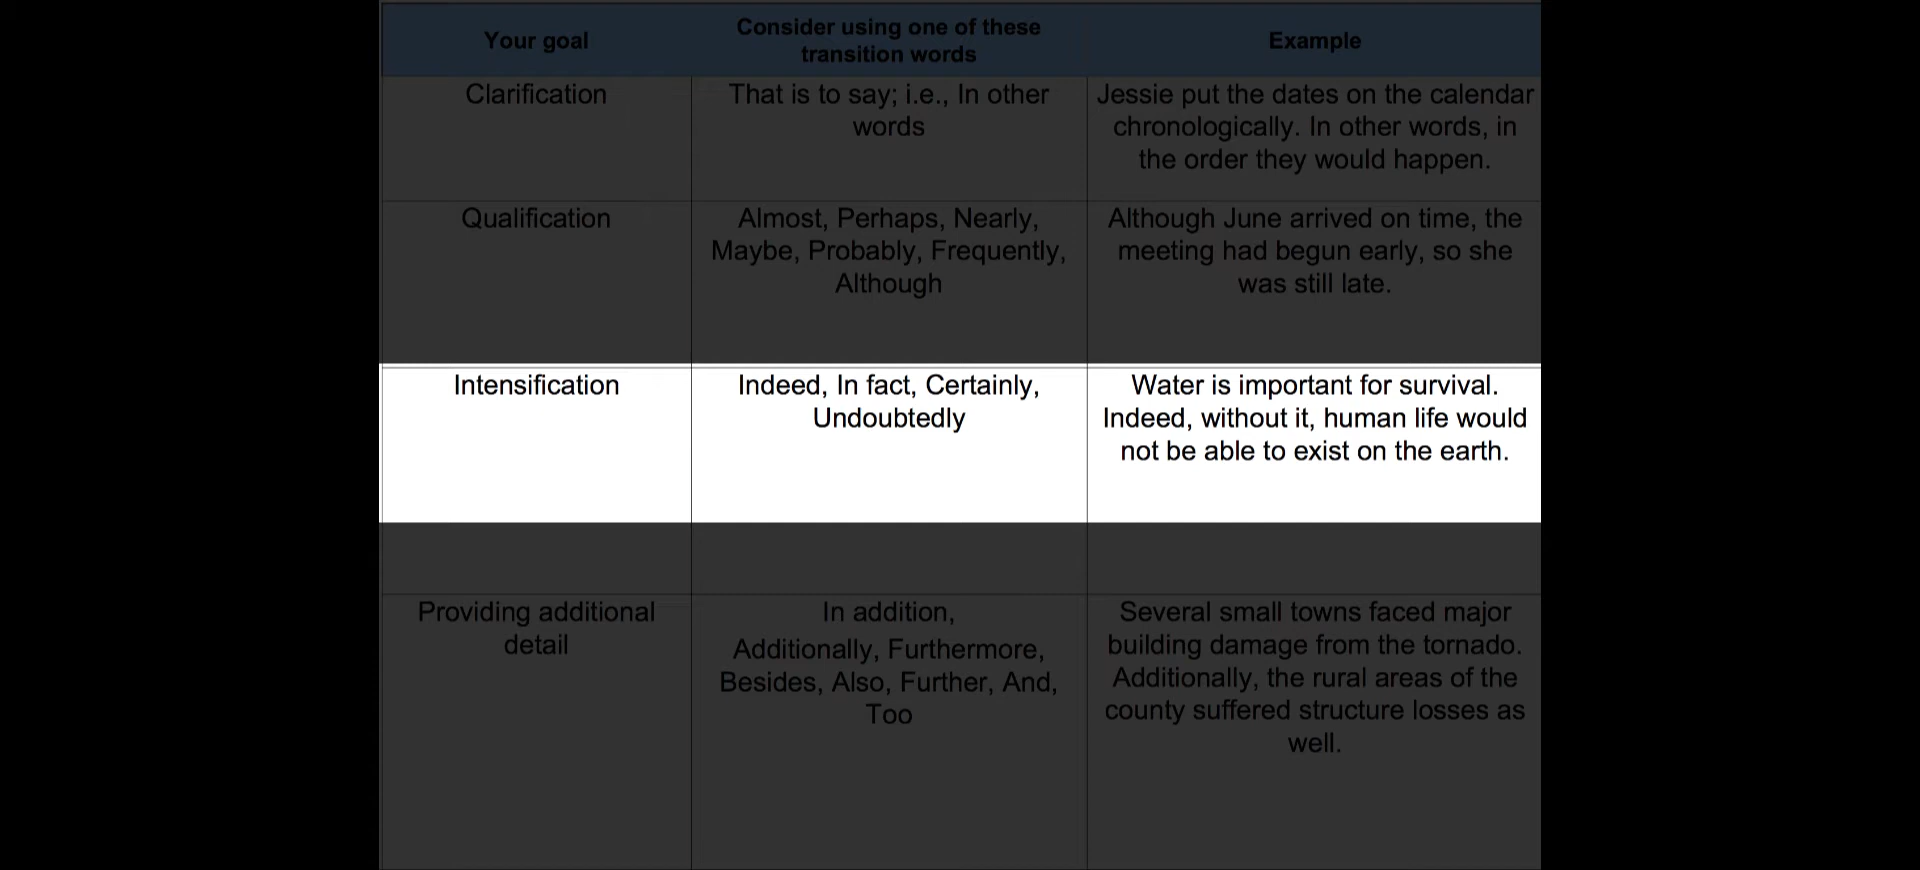 Your goal
Consider using one of these
transition words
Example
Clarification
That is to say; i.e., In other
words
Jessie put the dates on the calendar
chronologically. In other words, in
the order they would happen.
Qualification
Almost, Perhaps, Nearly,
Maybe, Probably, Frequently,
Although
Although June arrived on time, the
meeting had begun early, so she
was still late.
Intensification
Indeed, In fact, Certainly,
Undoubtedly
Water is important for survival.
Indeed, without it, human life would
not be able to exist on the earth.
Providing additional
detail
In addition,
Additionally, Furthermore,
Besides, Also, Further, And,
Too
Several small towns faced major
building damage from the tornado.
Additionally, the rural areas of the
county suffered structure losses as
well.